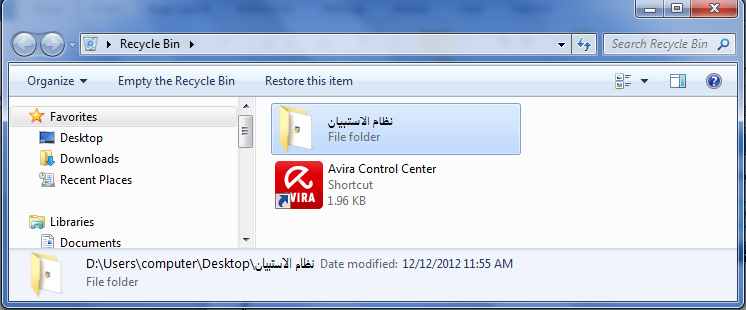 Recycle Bin
Search Recycle Bin
Organize Empty the Recycle Bin Restore this item
Favorites
Desktop
Downloads
Recent Places
Libraries
Documents
نظام الاستبيان
File folder
AVIRA
Avira Control Center
Shortcut
1.96 KB
D:\Users\computer\Desktop\نظام الاستبيان Date modified: 12/12/2012 11:55 AM
File folder